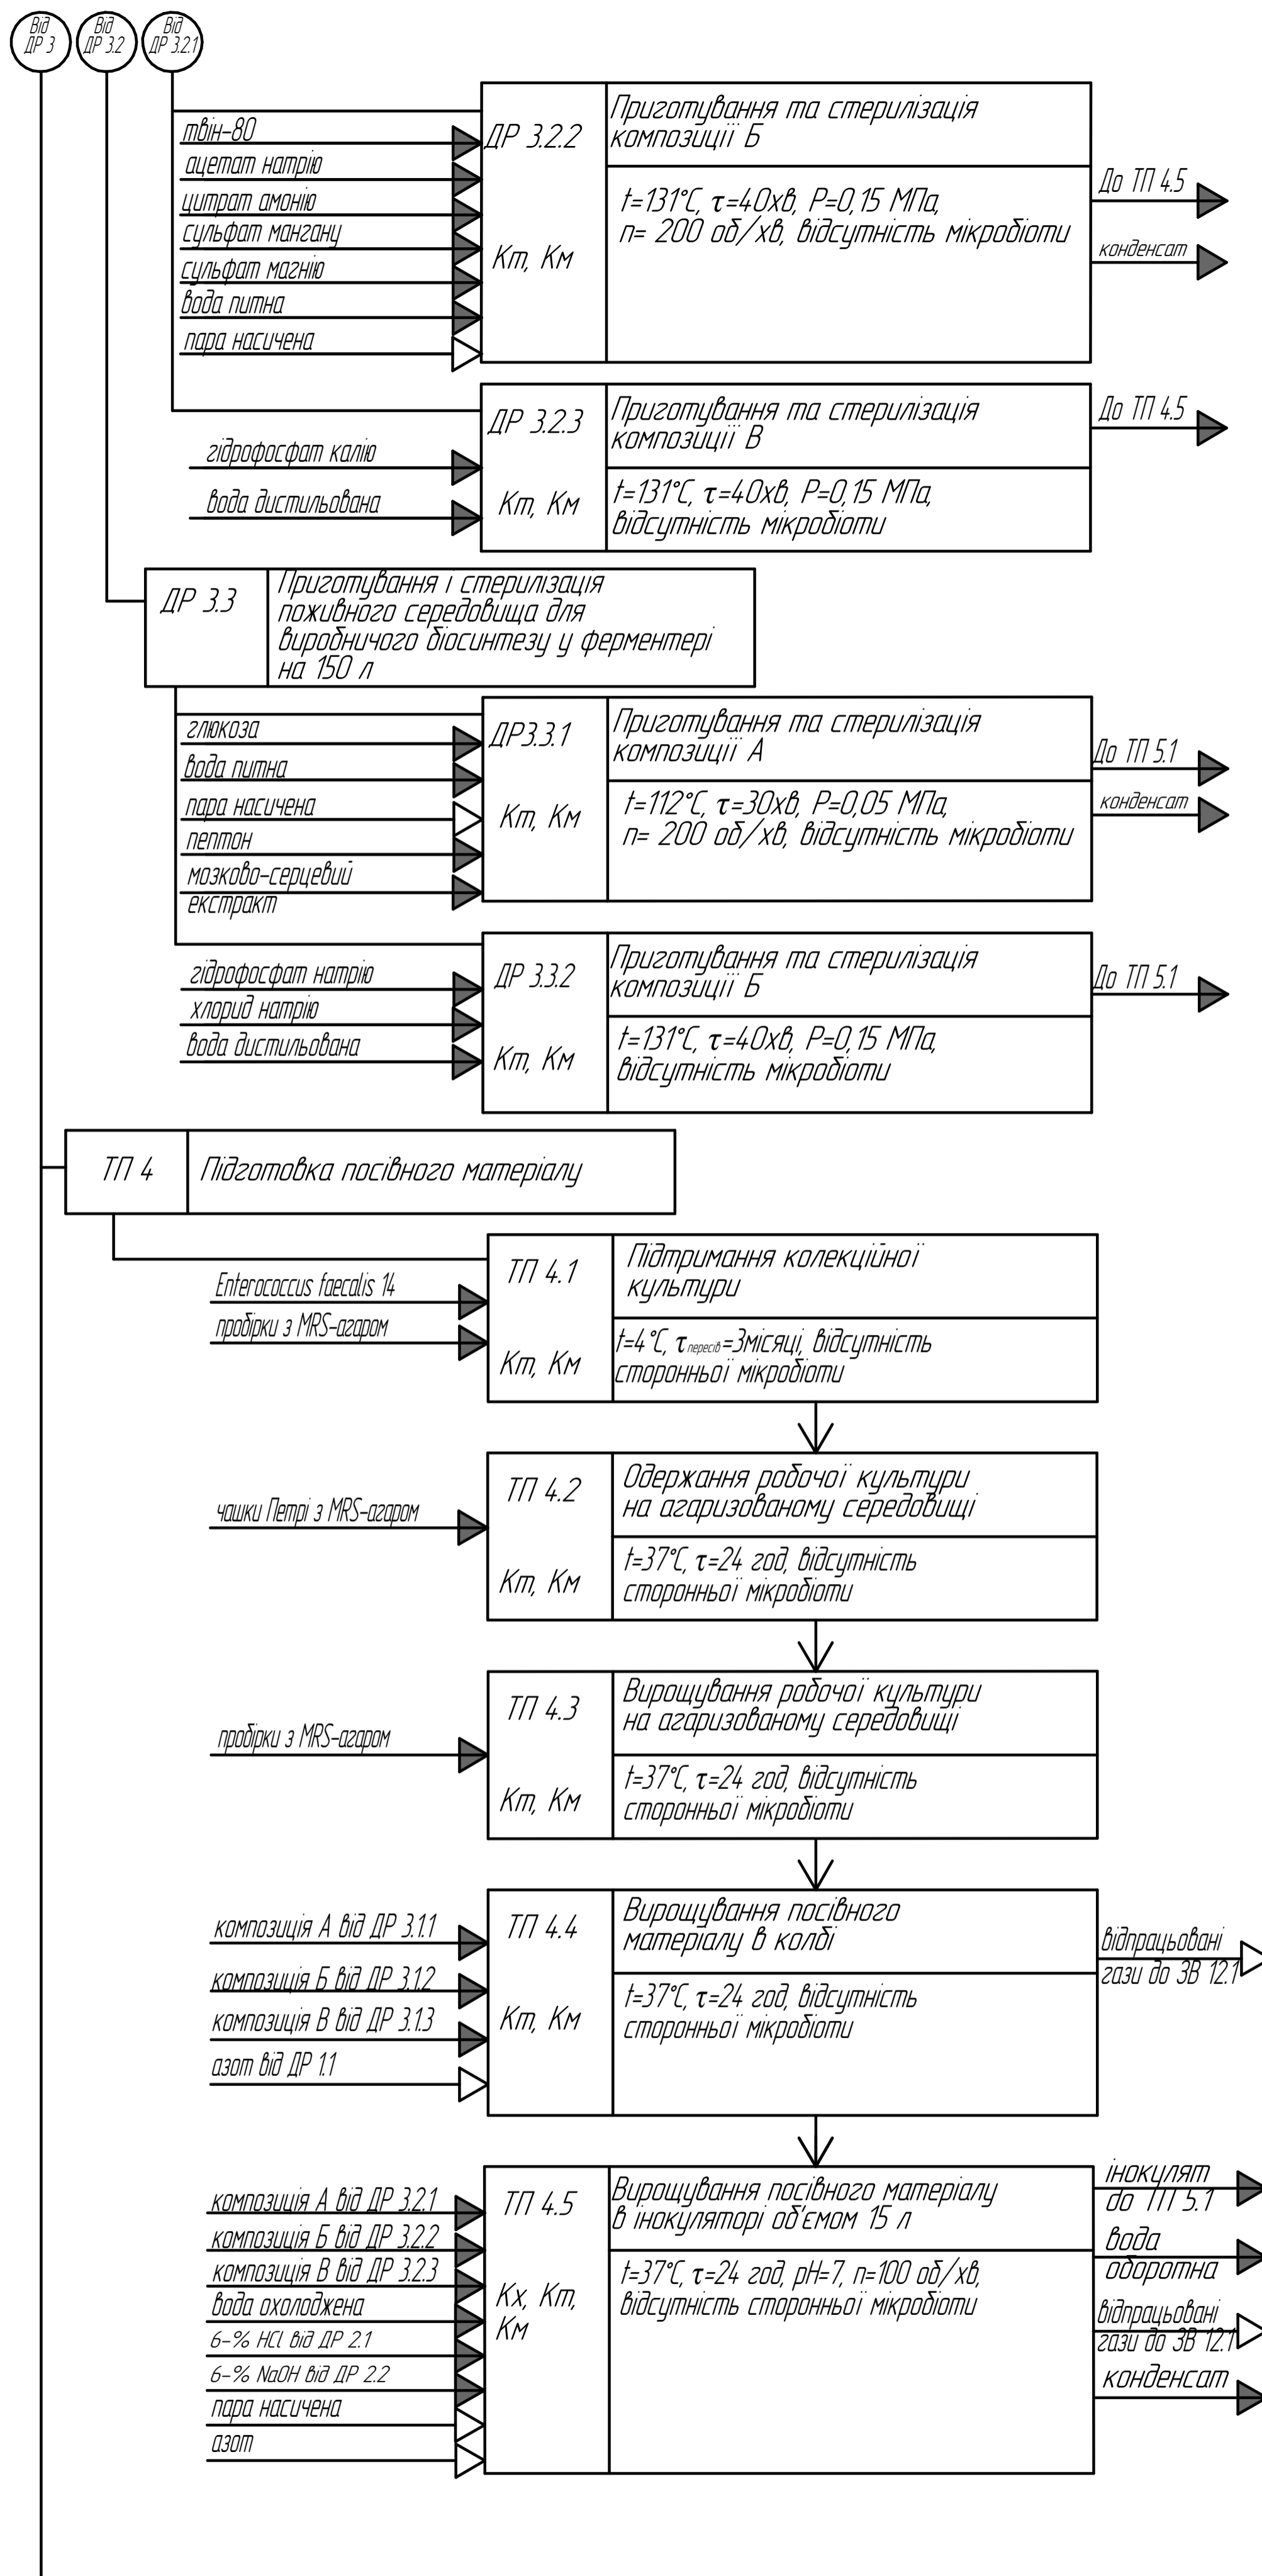 Від
ДР 3
Від
ДР 3.2
Від
ДР 3.2.1
твін-80
ацетат натрію
цитрат амонію
сульфат мангану
сульфат магнію
вода питна
пара насичена
ДР 3.2.2
Кт, Км
Приготування та стерилізація
композиції Б
t=131°C, τ=40хв, P=0,15 МПа,
n= 200 об/хв, відсутність мікробіоти
До ТП 4.5
конденсат
гідрофосфат калію
вода дистильована
ДР 3.2.3
Кт, Км
Приготування та стерилізація
композиції В
t=131°C, τ=40хв, P=0,15 МПа,
відсутність мікробіоти
До ТП 4.5
ДР 3.3
Приготування і стерилізація
поживного середовища для
виробничого біосинтезу у ферментері
на 150 л
глюкоза
вода питна
пара насичена
пептон
мозково-серцевий
екстракт
ДР3.3.1
Кт, Км
Приготування та стерилізація
композиції А
t=112°C, τ=30хв, P=0,05 МПа,
n= 200 об/хв, відсутність мікробіоти
До ТП 5.1
конденсат
гідрофосфат натрію
хлорид натрію
вода дистильована
ДР 3.3.2
Кт, Км
Приготування та стерилізація
композиції Б
t=131°C, τ=40хв, P=0,15 МПа,
відсутність мікробіоти
До ТП 5.1
ТП 4
Підготовка посівного матеріалу
Enterococcus faecalis 14
пробірки з MRS-агаром
ТП 4.1
Кт, Км
Підтримання колекційної
культури
t=4°C, τ пересів=3місяці, відсутність
сторонньої мікробіоти
чашки Петрі з MRS-агаром
ТП 4.2
Кт, Км
Одержання робочої культури
на агаризованому середовищі
t=37°C, τ=24 год, відсутність
сторонньої мікробіоти
пробірки з MRS-агаром
ТП 4.3
Кт, Км
Вирощування робочої культури
на агаризованому середовищі
t=37°C, τ=24 год, відсутність
сторонньої мікробіоти
композиція А від ДР 3.1.1
композиція Б від ДР 3.1.2
композиція В від ДР 3.1.3
азот від ДР 1.1
ТП 4.4
Кт, Км
Вирощування посівного
матеріалу в колбі
t=37°C, τ=24 год, відсутність
сторонньої мікробіоти
відпрацьовані
гази до ЗВ 12.1
композиція А від ДР 3.2.1
композиція Б від ДР 3.2.2
композиція В від ДР 3.2.3
вода охолоджена
6-% HCl від ДР 2.1
6-% NaOH від ДР 2.2
пара насичена
азот
ТП 4.5
Кх, Кт,
Км
Вирощування посівного матеріалу
в інокуляторі об'ємом 15 л
t=37°C, τ=24 год, pH=7, n=100 об/хв,
відсутність сторонньої мікробіоти
інокулят
до ТП 5.1
вода
оборотна
відпрацьовані
гази до ЗВ 12.1
конденсат